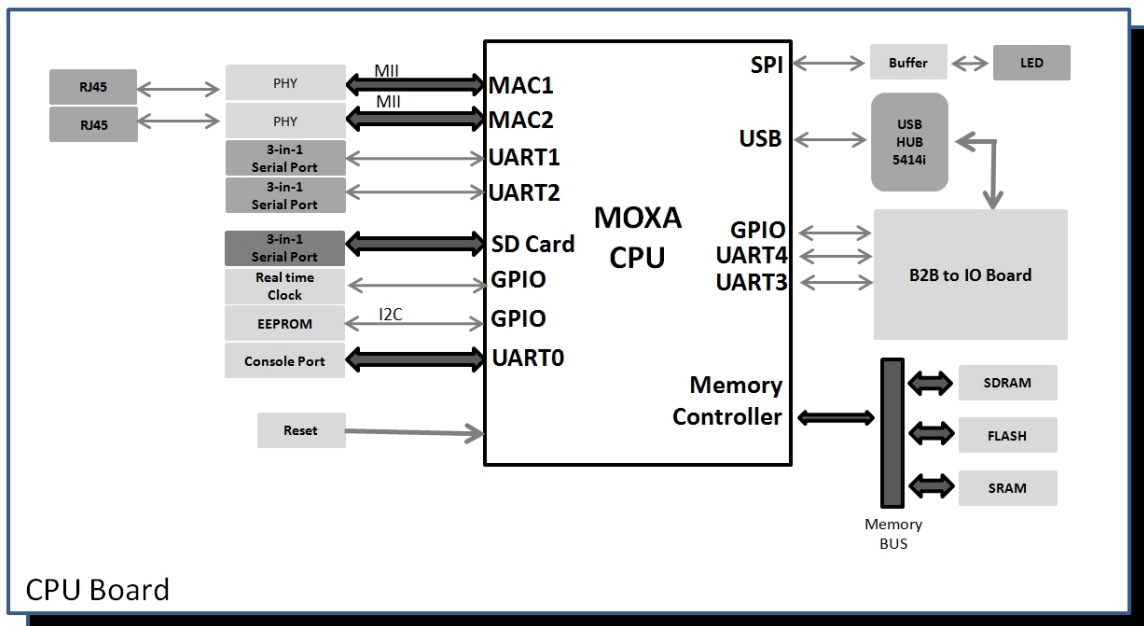 RJ45
PHY
MII
MAC1
RJ45
PHY
MII
MAC2
3-in-1
Serial Port
UART1
3-in-1
Serial Port
UART2
3-in-1
Serial Port
SD Card
Real time
Clock
GPIO
EEPROM
I2C
GPIO
Console Port
UART0
Reset
MOXA
CPU
SPI
Buffer
LED
USB
USB
HUB
5414i
GPIO
UART4
UART3
B2B to IO Board
Memory
Controller
SDRAM
FLASH
SRAM
Memory
BUS
CPU Board